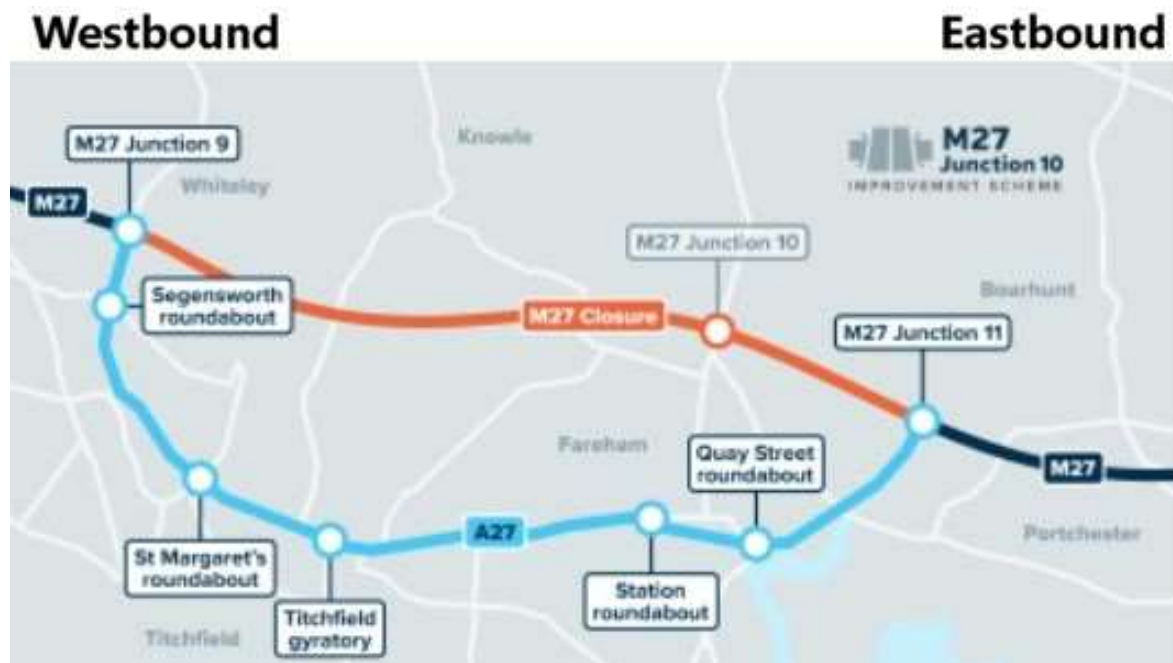 Westbound
Eastbound
M27 Junction 9
Knowle
M27
Junction 10
IMPROVEMENT SCHEME
Whiteley
M27
M27 Junction 10
Segensworth
roundabout
Boarhunt
M27 Closure
M27 Junction 11
Fareham
Quay Street
roundabout
M27
A27
Portchester
St Margaret's
roundabout
Station
roundabout
Titchfield
gyratory
Titchfield